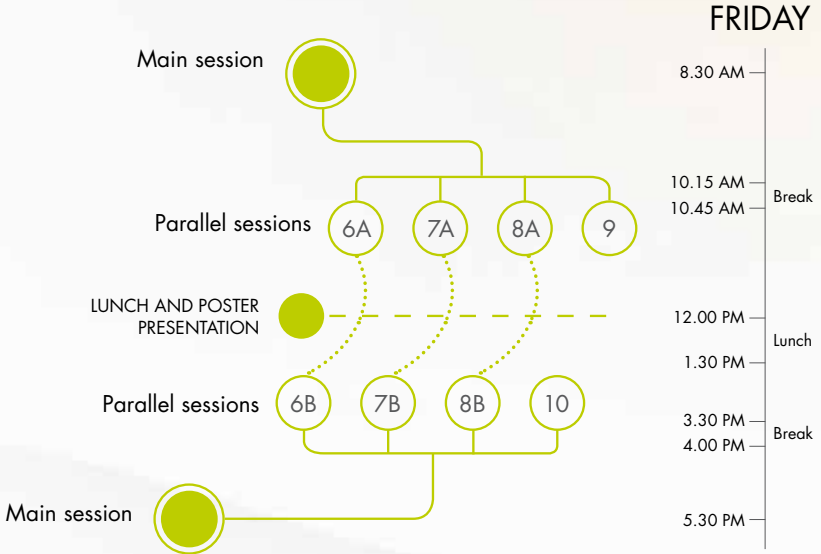 FRIDAY
Main session
8.30 AM
10.15 AM
Break
10.45 AM
Parallel sessions
6A
7A
8A
9
LUNCH AND POSTER
PRESENTATION
12.00 PM
Lunch
1.30 PM
Parallel sessions
6B
7B
8B
10
3.30 PM
Break
4.00 PM
Main session
5.30 PM